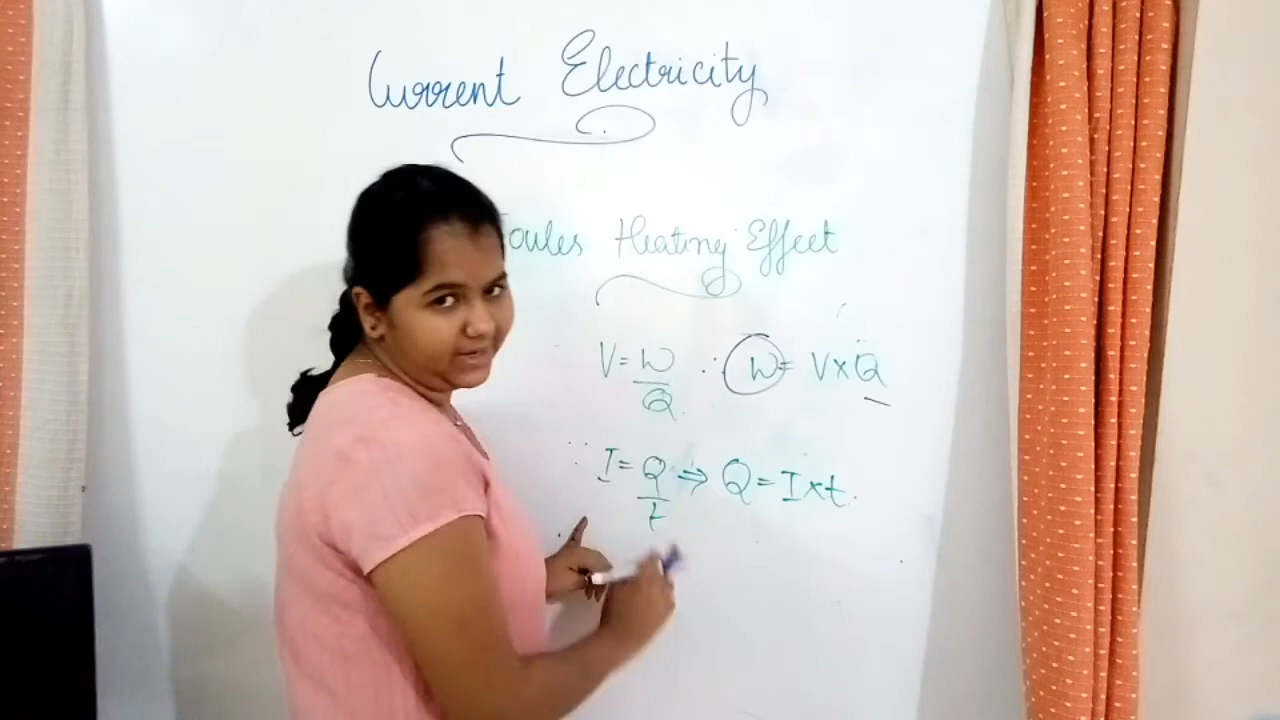 Current Electricity
Joules Heating Effect
V = W/Q ∴ W = V×Q
∵ I = Q/t ⇒ Q = I×t.